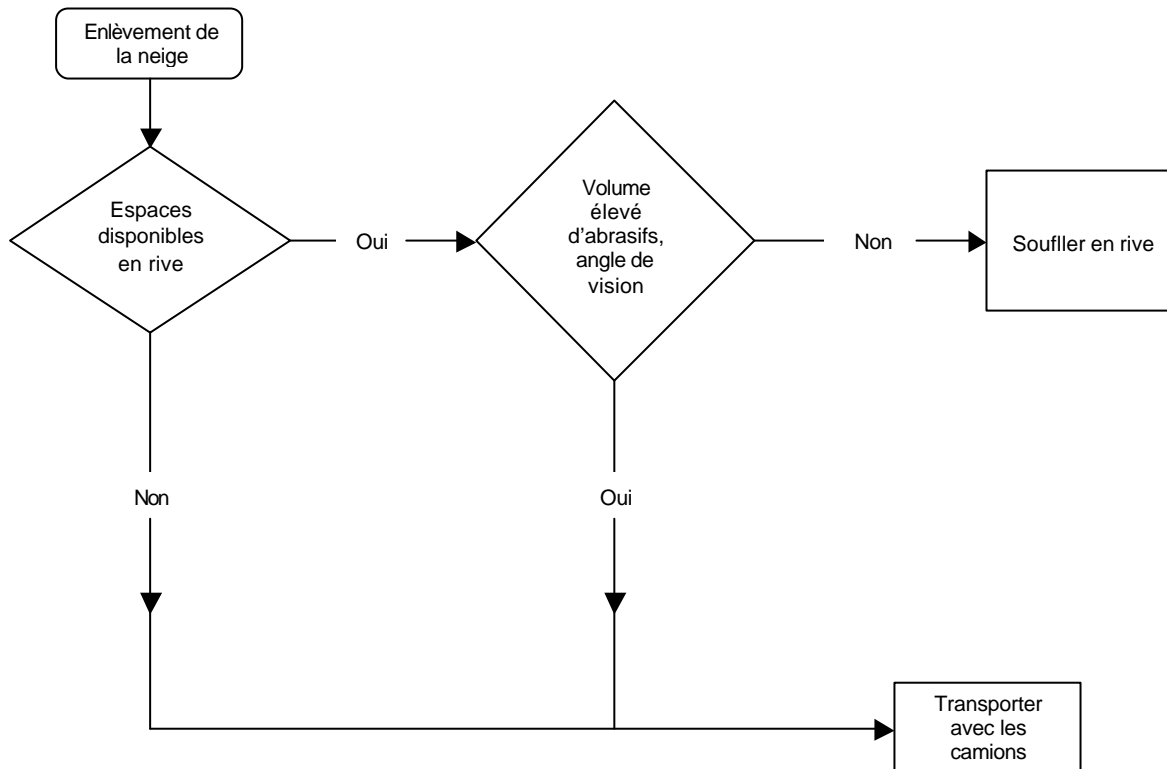 Enlèvement de
la neige
Espaces
disponibles
en rive
Oui
Volume
élevé
d'abrasifs,
angle de
vision
Non
Soufller en rive
Non
Oui
Transporter
avec les
camions